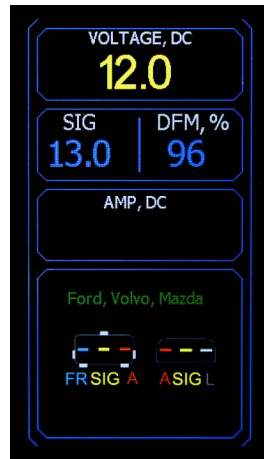 VOLTAGE, DC
12.0
SIG DFM, %
13.0 96
AMP, DC
Ford, Volvo, Mazda
FR SIG A A SIG L